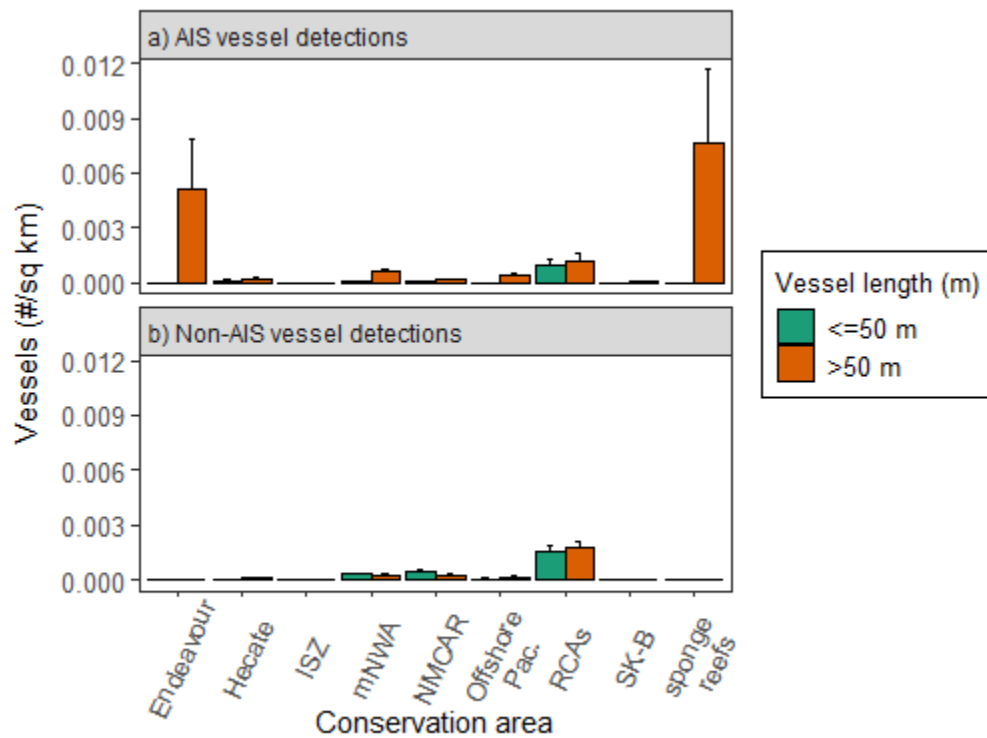 a) AIS vessel detections
0.012
0.009
0.006
0.003
0.000
b) Non-AIS vessel detections
0.012
0.009
0.006
0.003
0.000
Vessels (#/sq km)
Endeavour
Hecate
ISZ
mNWA
NMCAR
Offshore
Pac.
RCAs
SK-B
sponge
reefs
Conservation area
Vessel length (m)
<=50 m
>50 m